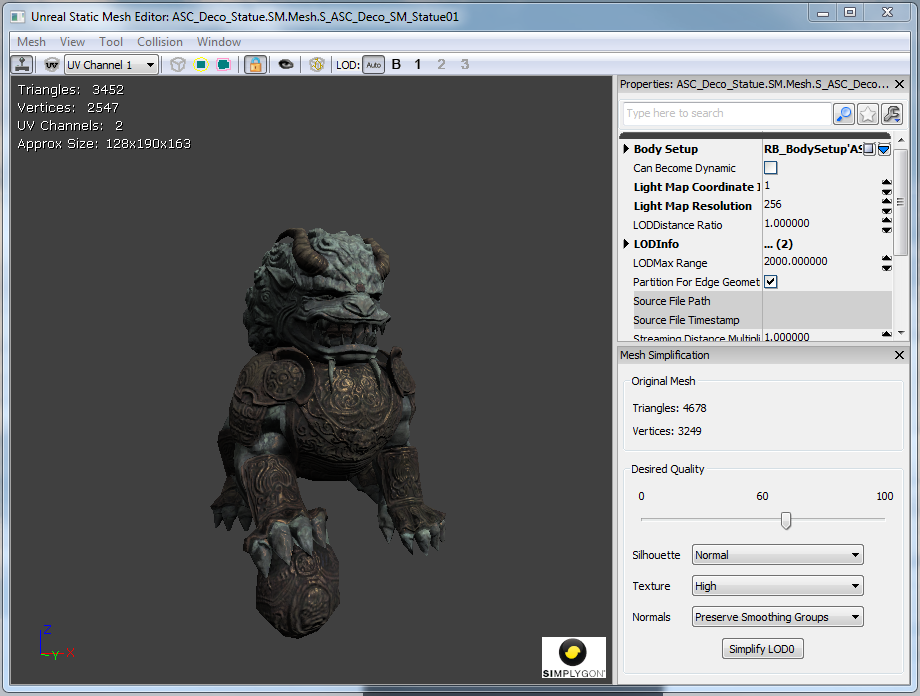 Unreal Static Mesh Editor: ASC_Deco_Statue.SM.Mesh.S_ASC_Deco_SM_Statue01
Mesh View Tool Collision Window
UV Channel 1 LOD: Auto B 1 2 3
Triangles: 3452
Vertices: 2547
UV Channels: 2
Approx Size: 128x190x163
Z
Y X
SIMPLYGON
Properties: ASC_Deco_Statue.SM.Mesh.S_ASC_Deco...
Type here to search
Body Setup RB_BodySetup'AS
Can Become Dynamic
Light Map Coordinate I 1
Light Map Resolution 256
LODDistance Ratio 1.000000
LODInfo ... (2)
LODMax Range 2000.000000
Partition For Edge Geomet
Source File Path
Source File Timestamp
Streaming Distance Multipli 1.000000
Mesh Simplification
Original Mesh
Triangles: 4678
Vertices: 3249
Desired Quality
0 60 100
Silhouette Normal
Texture High
Normals Preserve Smoothing Groups
Simplify LOD0